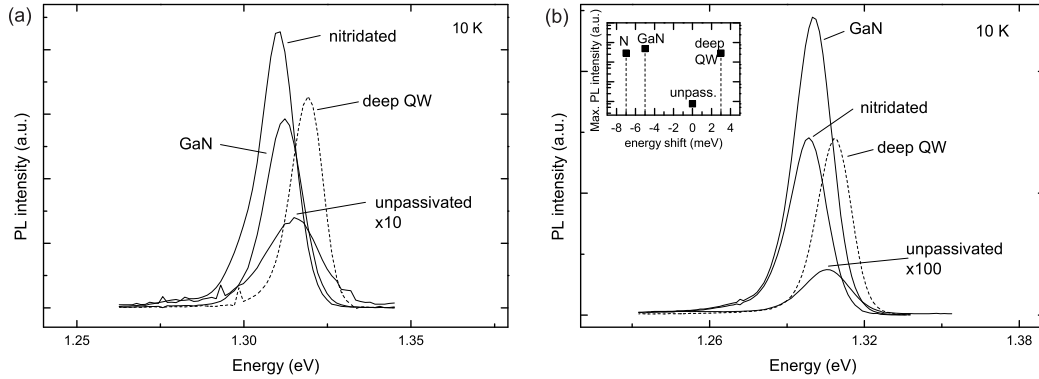 (a)
10 K
nitridated
deep QW
GaN
unpassivated
x10
PL intensity (a.u.)
1.25
1.30
1.35
Energy (eV)
(b)
10 K
GaN
nitridated
deep QW
unpassivated
x100
PL intensity (a.u.)
1.26
1.32
1.38
Energy (eV)
Max. PL intensity (a.u.)
N
GaN
deep
QW
unpass.
-8 -6 -4 -2 0 2 4
energy shift (meV)